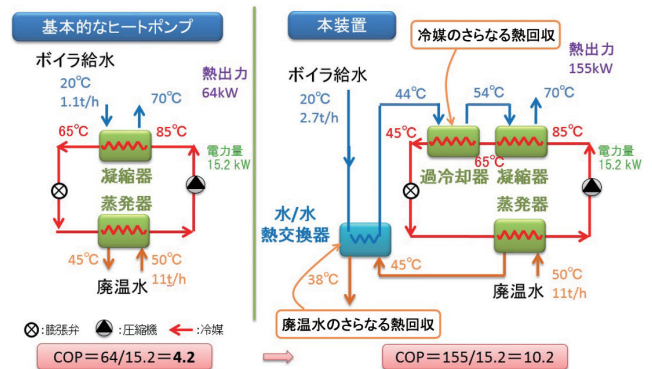 基本的なヒートポンプ
ボイラ給水
20℃
1.1t/h
70℃
熱出力
64kW
65℃
85℃
凝縮器
電力量
15.2 kW
蒸発器
45℃
50℃
11t/h
廃温水
本装置
冷媒のさらなる熱回収
熱出力
155kW
ボイラ給水
20℃
2.7t/h
44℃
54℃
70℃
45℃
65℃
85℃
過冷却器
凝縮器
電力量
15.2 kW
蒸発器
水/水
熱交換器
38℃
45℃
50℃
11t/h
廃温水
廃温水のさらなる熱回収
:膨張弁
:圧縮機
:冷媒
COP=64/15.2=4.2
COP=155/15.2=10.2